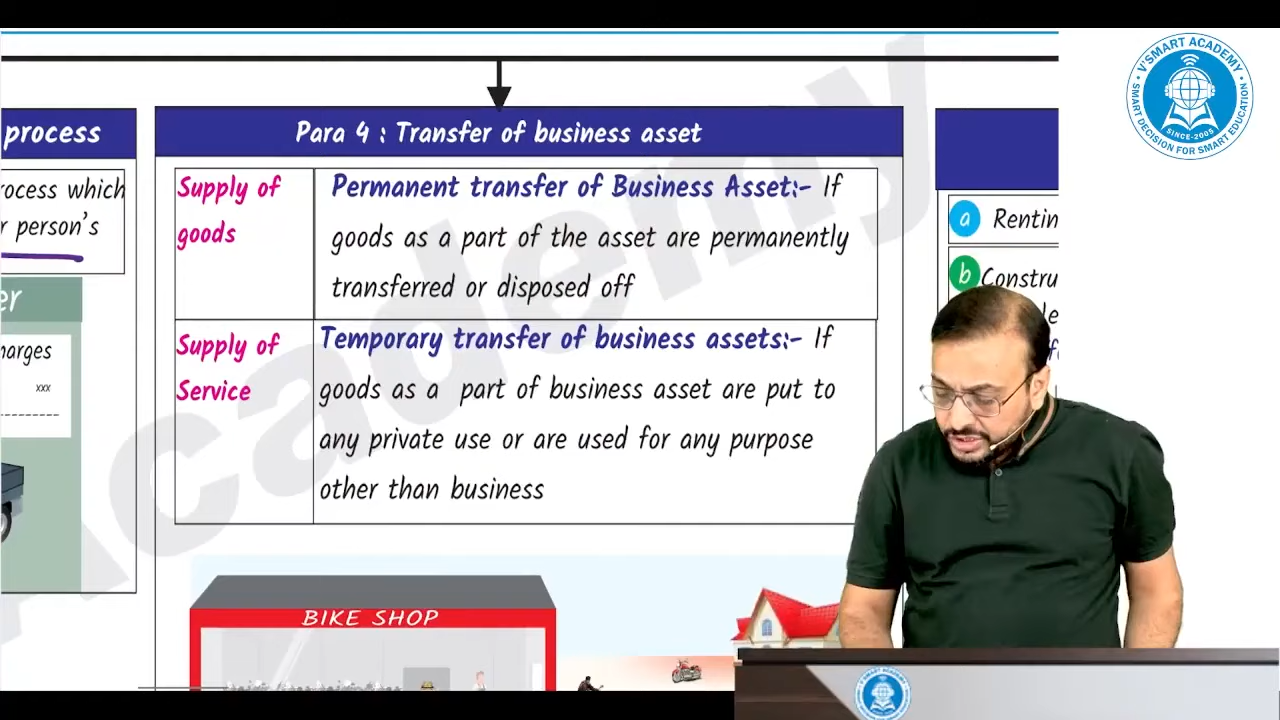 process
rocess which
r person's
er
harges
xxx
Para 4 : Transfer of business asset
Supply of
goods
Permanent transfer of Business Asset:- If
goods as a part of the asset are permanently
transferred or disposed off
Supply of
Service
Temporary transfer of business assets:- If
goods as a part of business asset are put to
any private use or are used for any purpose
other than business
BIKE SHOP
a Rentin
b Constru
Academy
V'SMART ACADEMY
SINCE-2005
SMART DECISION FOR SMART EDUCATION